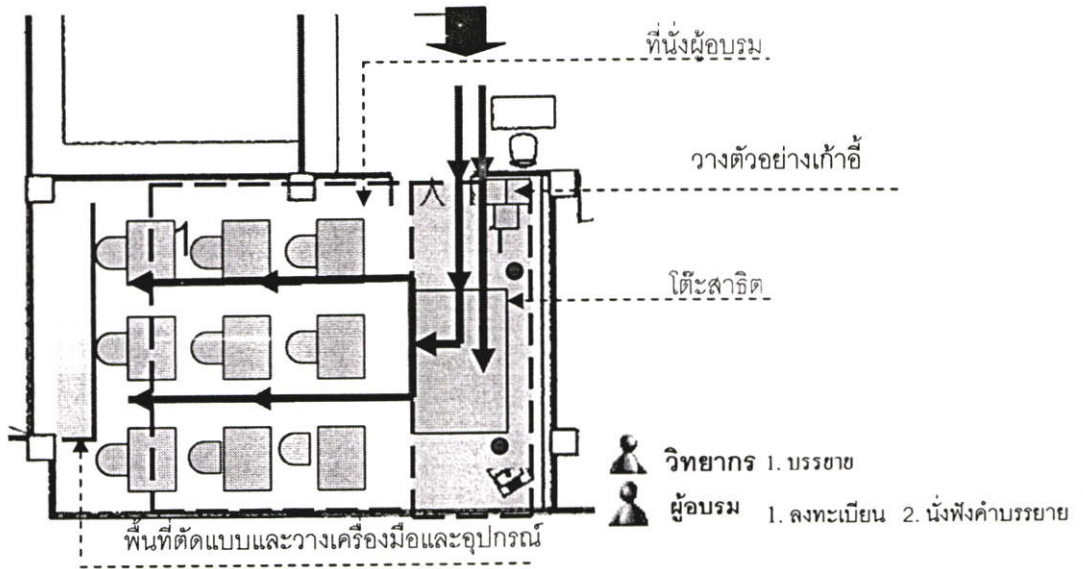 ที่นั่งผู้อบรม
วางตัวอย่างเก้าอี้
1
โต๊ะสาธิต
วิทยากร 1. บรรยาย
ผู้อบรม 1. ลงทะเบียน 2. นั่งฟังคำบรรยาย
พื้นที่ตัดแบบและวางเครื่องมือและอุปกรณ์